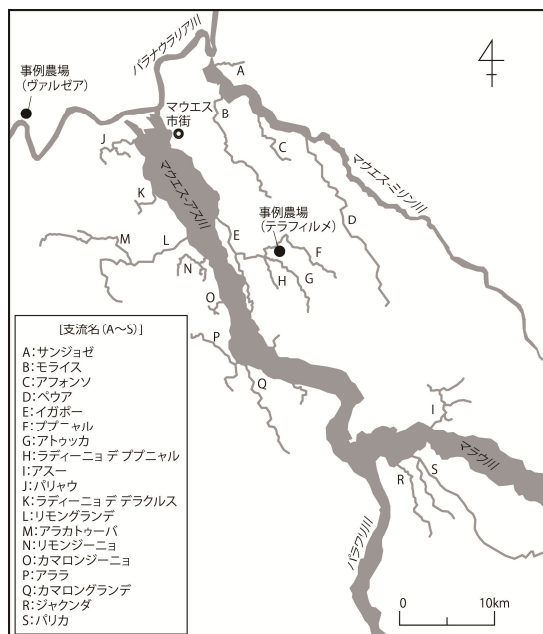 パラナウラリア川
事例農場
(ヴァルゼア)
マウエス
市街
マウエス-アス川
マウエス-ミリン川
事例農場
(テラフィルメ)
マラウ川
パラウリ川
A
B
C
D
E
F
G
H
I
J
K
L
M
N
O
P
Q
R
S
4
[支流名(A~S)]
A:サンジョゼ
B:モライス
C:アフォンソ
D:ペウア
E:イガポー
F:ププニャル
G:アトゥッカ
H:ラディーニョ デ ププニャル
I:アスー
J:パリャウ
K:ラディーニョ デ デラクルス
L:リモングランデ
M:アラカトゥーバ
N:リモンジーニョ
O:カマロンジーニョ
P:アララ
Q:カマロングランデ
R:ジャクンダ
S:パリカ
0 10km